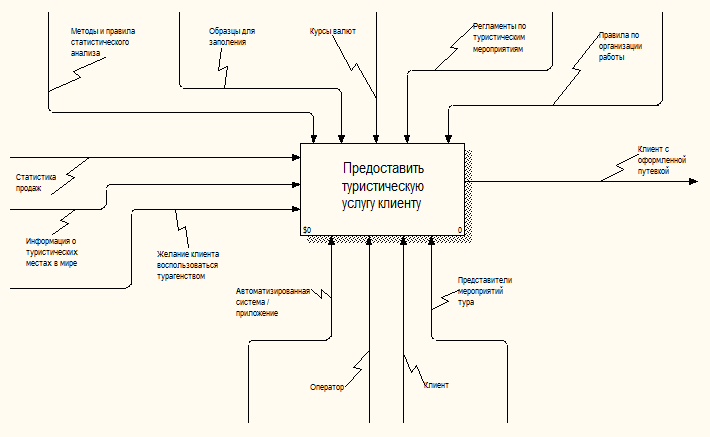 Методы и правила
статистического
анализа
Образцы для
заполения
Курсы валют
Регламенты по
туристическим
мероприятиям
Правила по
организации
работы
Статистика
продаж
Информация о
туристических
местах в мире
Желание клиента
воспользоваться
турагенством
Предоставить
туристическую
услугу клиенту
$0
0
Клиент с
оформленной
путевкой
Автоматизированная
система /
приложение
Оператор
Клиент
Представители
мероприятий
тура